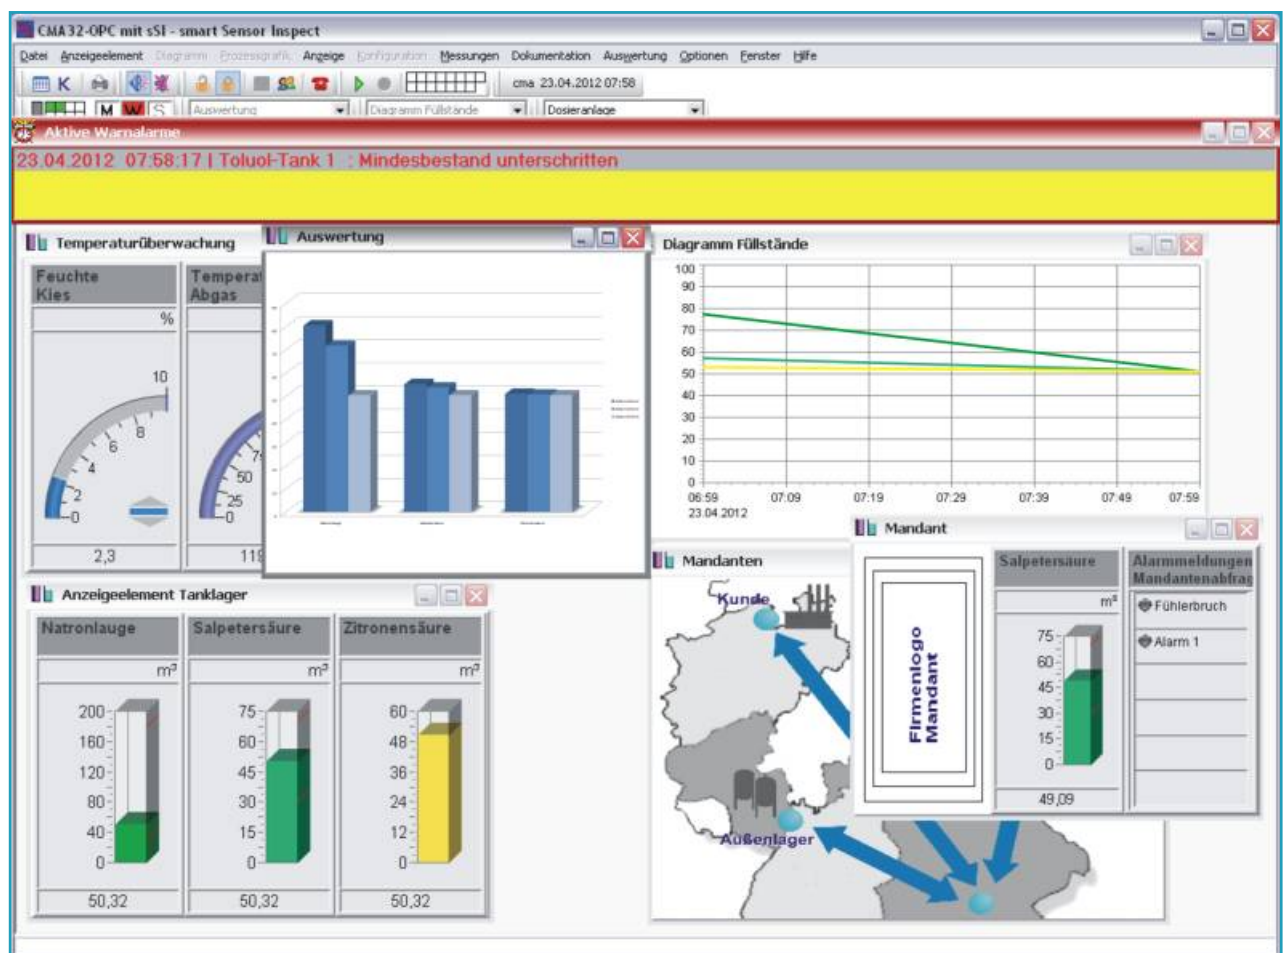 CMA32-OPC mit sSI - smart Sensor Inspect
Datei Anzeigeelement Diagramm Prozessgrafik Anzeige Konfiguration Messungen Dokumentation Auswertung Optionen Fenster Hilfe
K cma 23.04.2012 07:58
M W S Auswertung Diagramm Füllstände Dosieranlage
Aktive Warnalarme
23.04.2012 07:58:17 | Toluol-Tank 1 : Mindesbestand unterschritten
Temperaturüberwachung
Feuchte
Kies
%
10
8
6
4
2
0
2,3
Abgas
50
25
0
Auswertung
Diagramm Füllstände
100
90
80
70
60
50
40
30
20
10
0
06:59 07:09 07:19 07:29 07:39 07:49 07:59
23.04.2012
Anzeigeelement Tanklager
Natronlauge Salpetersäure Zitronensäure
m³ m³ m³
200 75 60
160 60 48
120 45 36
80 30 24
40 15 12
0 0 0
50,32 50,32 50,32
Mandanten
Kunde
Außenlager
Mandant
Firmenlogo
Mandant
Salpetersäure
m³
75
60
45
30
15
0
49,09
Alarmmeldungen
Mandantenabfrag
Fühlerbruch
Alarm 1